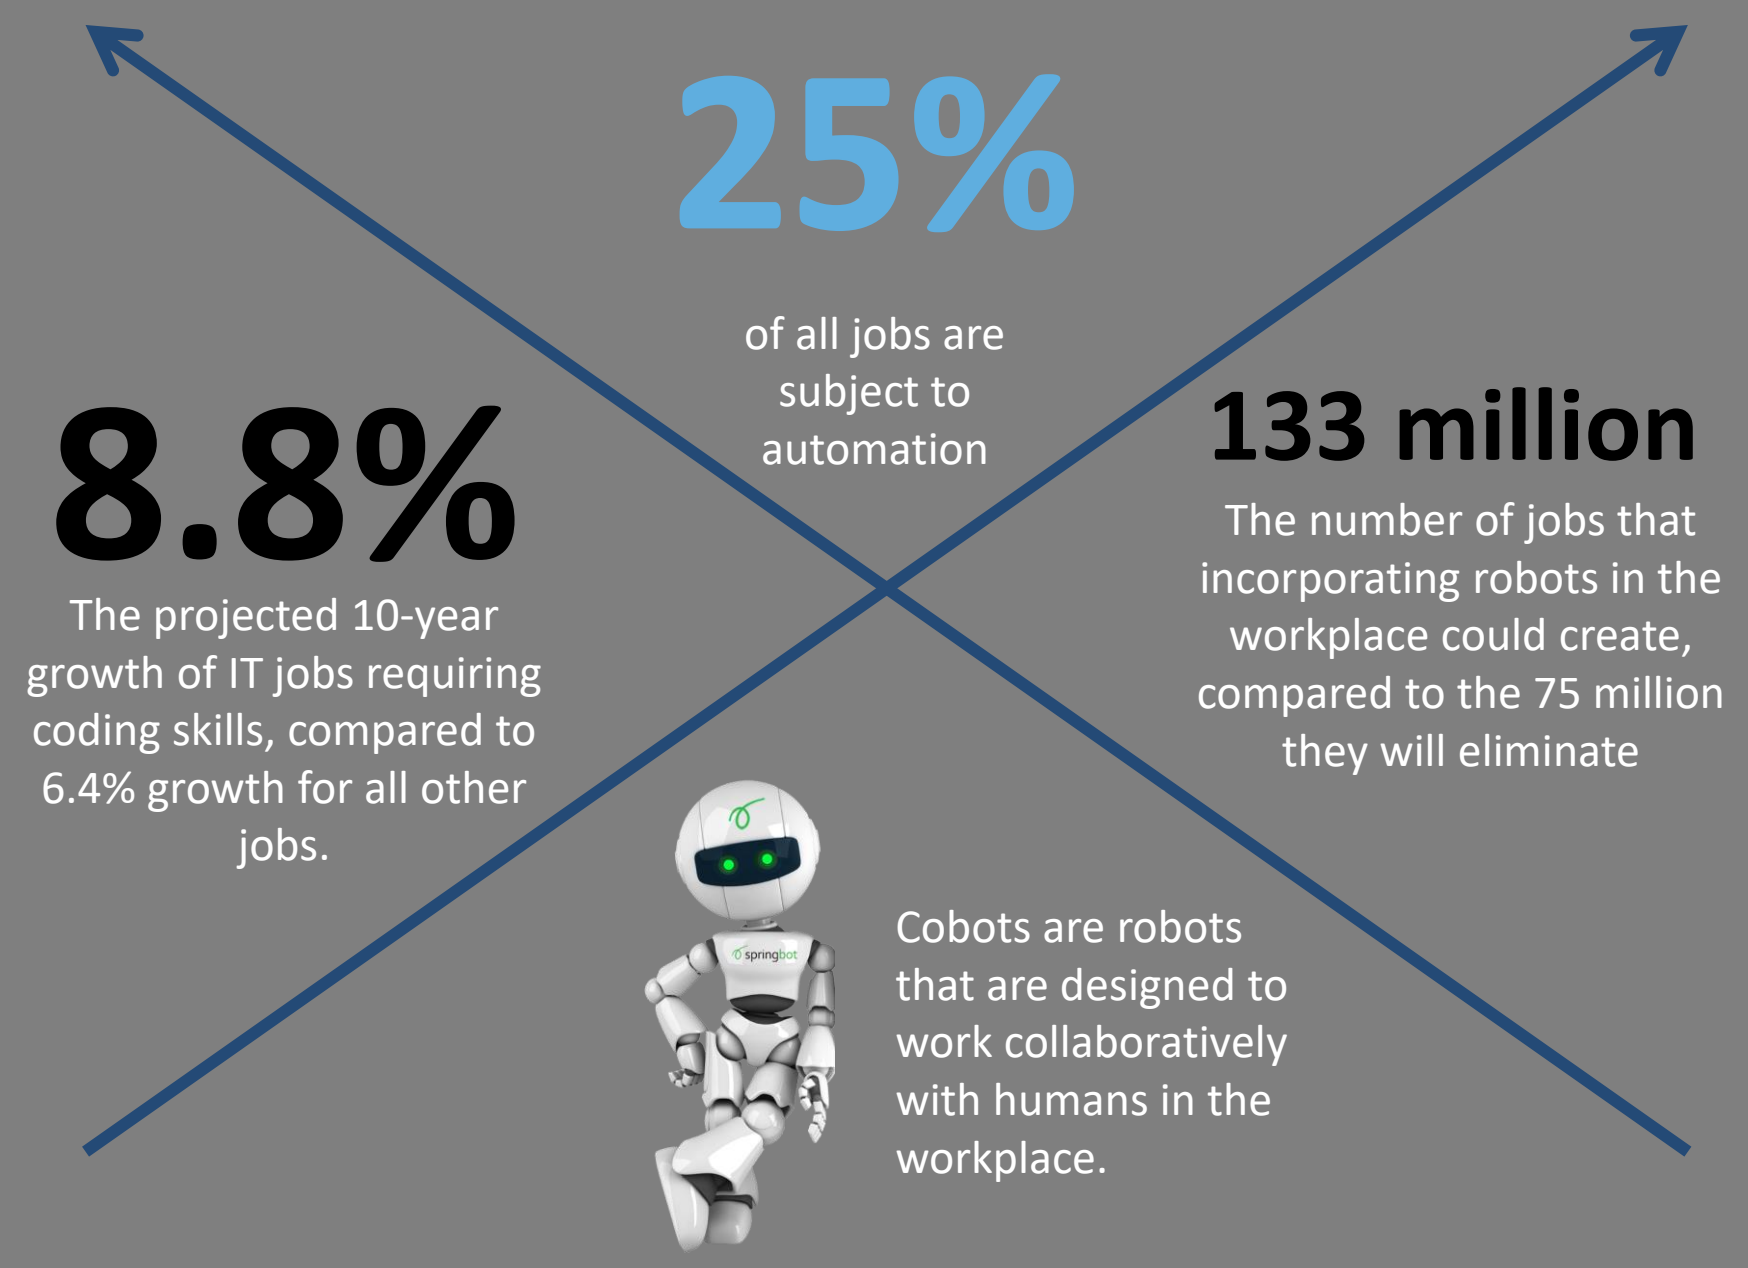 25%
of all jobs are
subject to
automation
8.8%
The projected 10-year
growth of IT jobs requiring
coding skills, compared to
6.4% growth for all other
jobs.
133 million
The number of jobs that
incorporating robots in the
workplace could create,
compared to the 75 million
they will eliminate
springbot
Cobots are robots
that are designed to
work collaboratively
with humans in the
workplace.